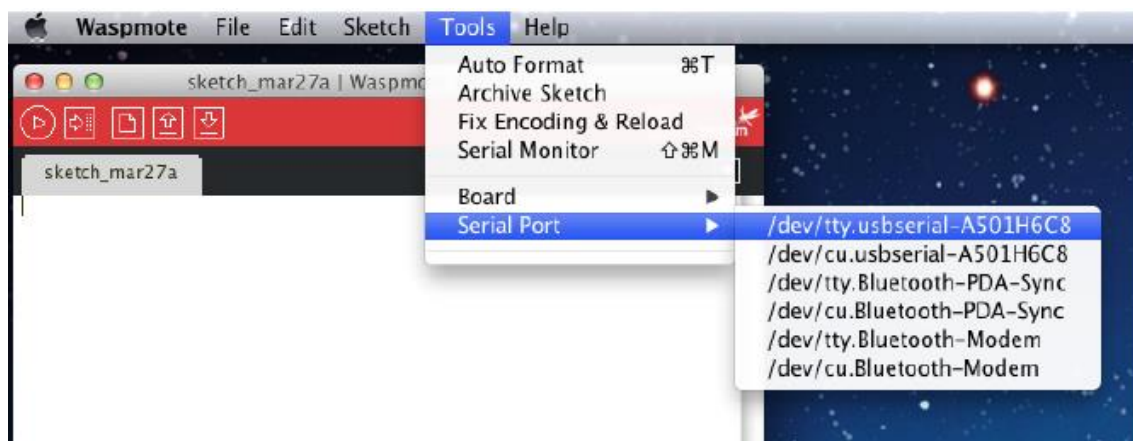 Waspmote File Edit Sketch Tools Help
sketch_mar27a | Waspmo
Auto Format ⌘T
Archive Sketch
Fix Encoding & Reload
Serial Monitor ⇧⌘M
sketch_mar27a
Board
Serial Port
/dev/tty.usbserial-A501H6C8
/dev/cu.usbserial-A501H6C8
/dev/tty.Bluetooth-PDA-Sync
/dev/cu.Bluetooth-PDA-Sync
/dev/tty.Bluetooth-Modem
/dev/cu.Bluetooth-Modem